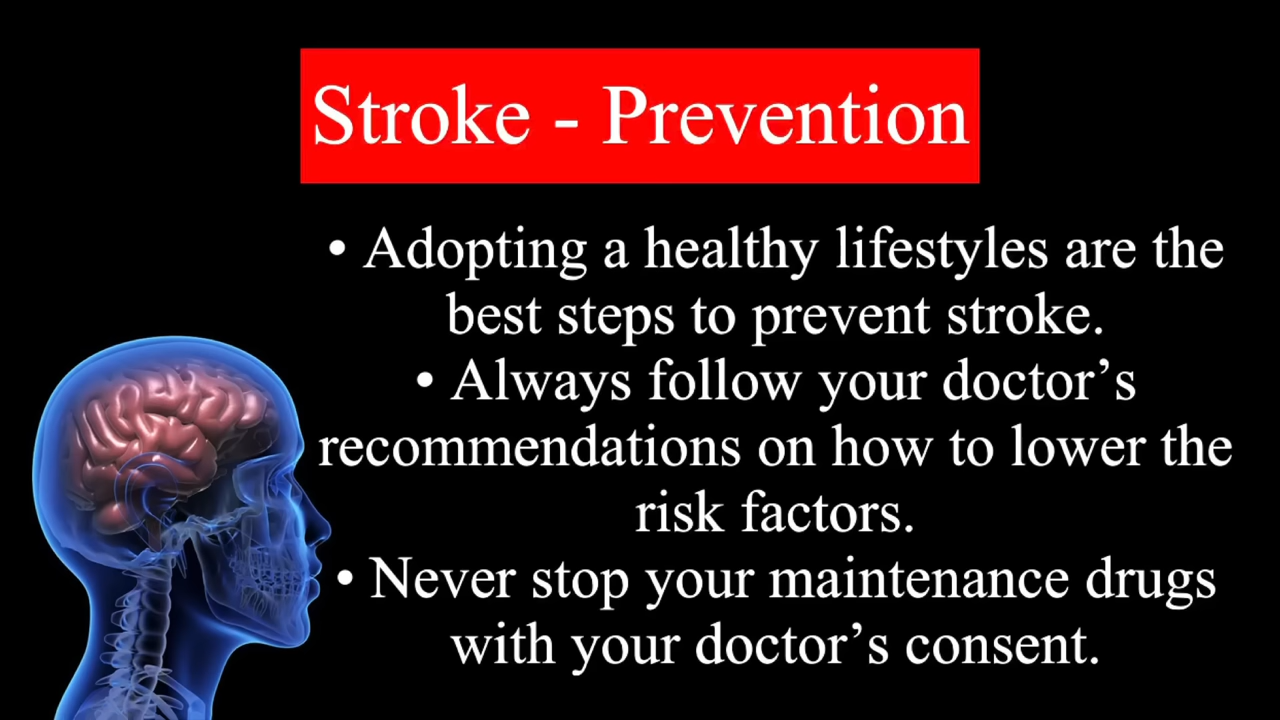 Stroke - Prevention
• Adopting a healthy lifestyles are the
best steps to prevent stroke.
• Always follow your doctor’s
recommendations on how to lower the
risk factors.
• Never stop your maintenance drugs
with your doctor’s consent.